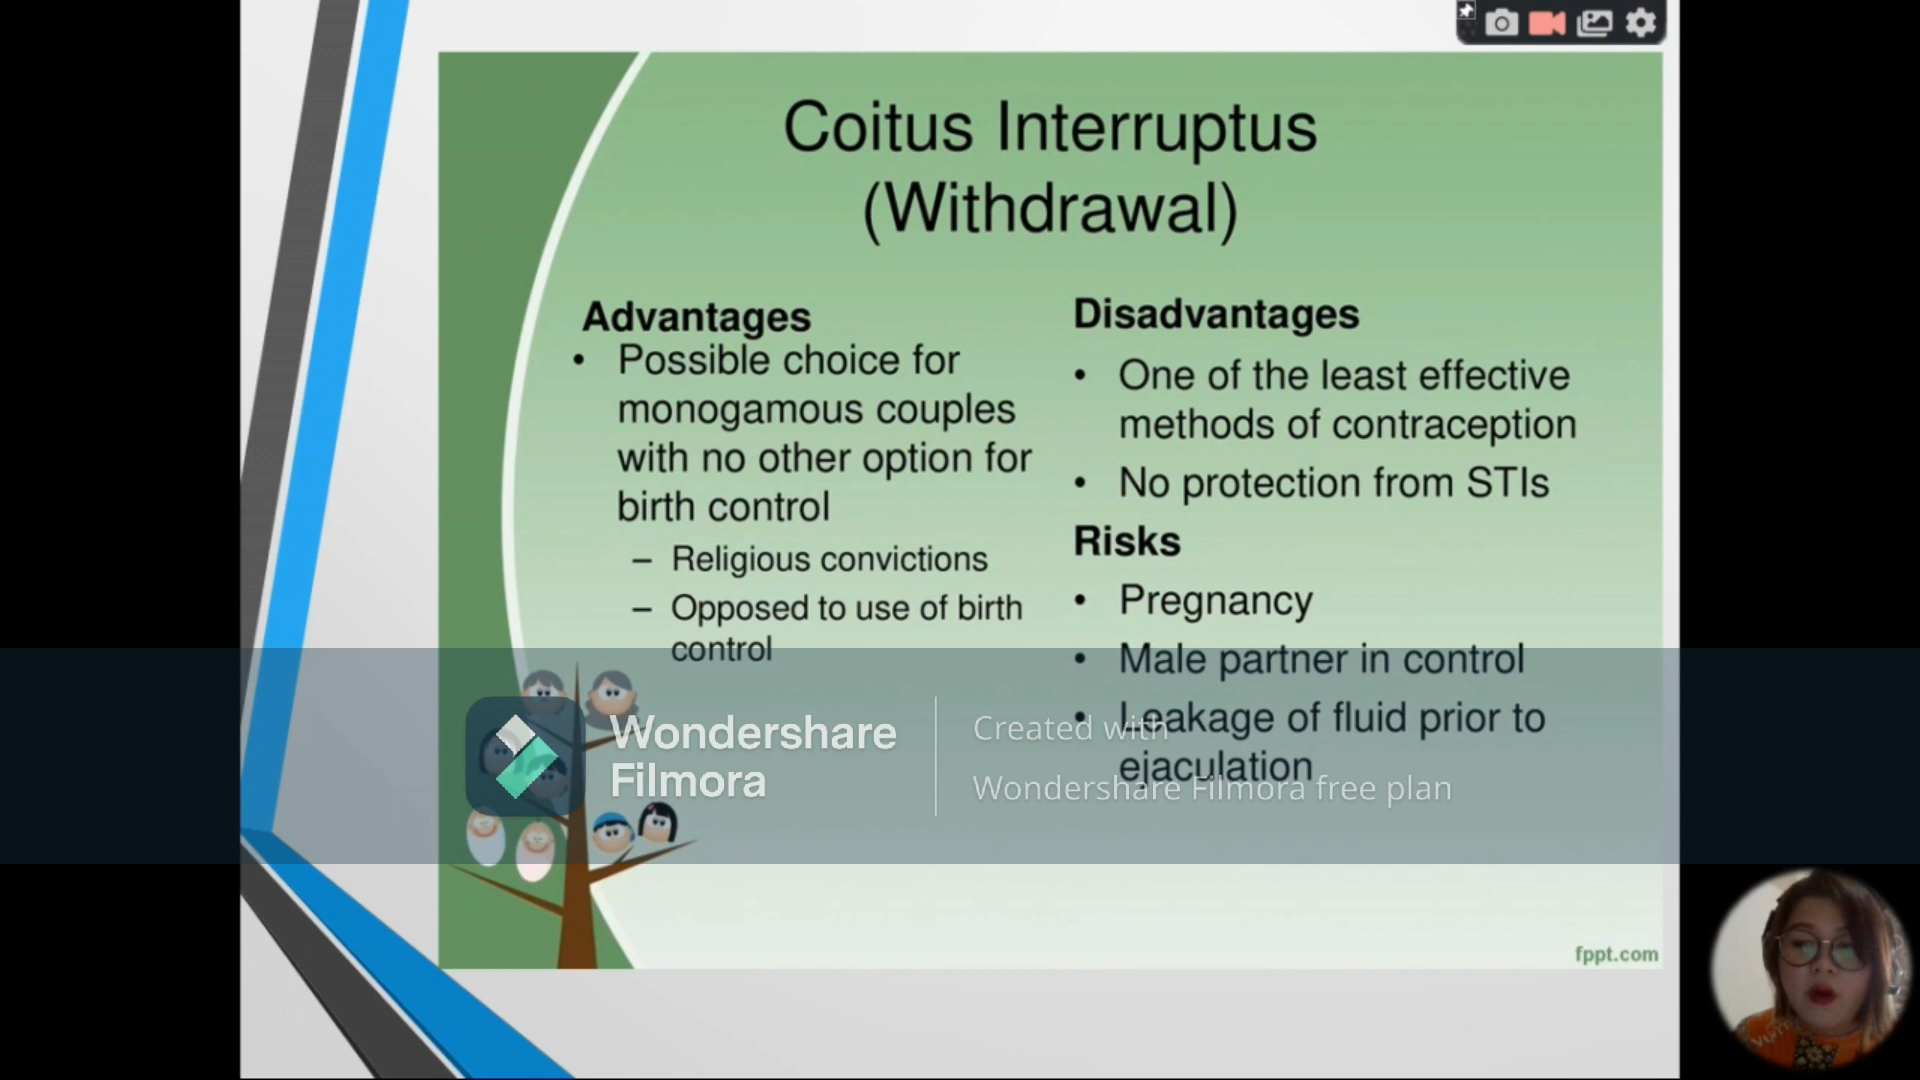 Coitus Interruptus
(Withdrawal)
Advantages
• Possible choice for
monogamous couples
with no other option for
birth control
– Religious convictions
– Opposed to use of birth
control
Disadvantages
• One of the least effective
methods of contraception
• No protection from STIs
Risks
• Pregnancy
• Male partner in control
• Leakage of fluid prior to
ejaculation
Wondershare
Filmora
Created with
Wondershare Filmora free plan
fppt.com